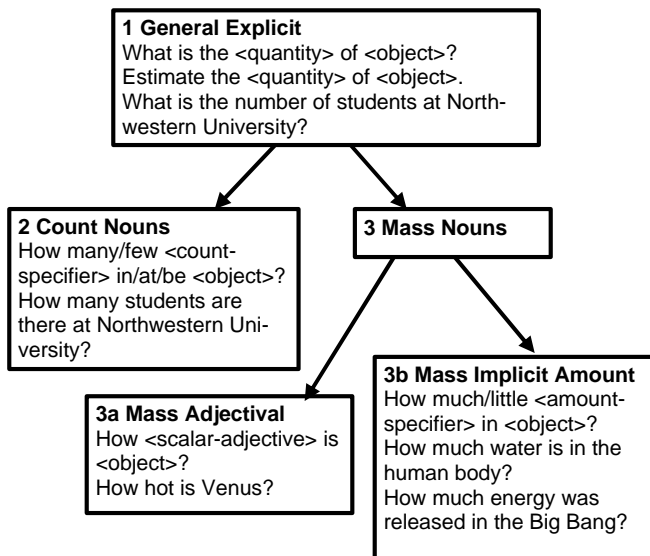 1 General Explicit
What is the <quantity> of <object>?
Estimate the <quantity> of <object>.
What is the number of students at North-
western University?
2 Count Nouns
How many/few <count-
specifier> in/at/be <object>?
How many students are
there at Northwestern Uni-
versity?
3 Mass Nouns
3a Mass Adjectival
How <scalar-adjective> is
<object>?
How hot is Venus?
3b Mass Implicit Amount
How much/little <amount-
specifier> in <object>?
How much water is in the
human body?
How much energy was
released in the Big Bang?